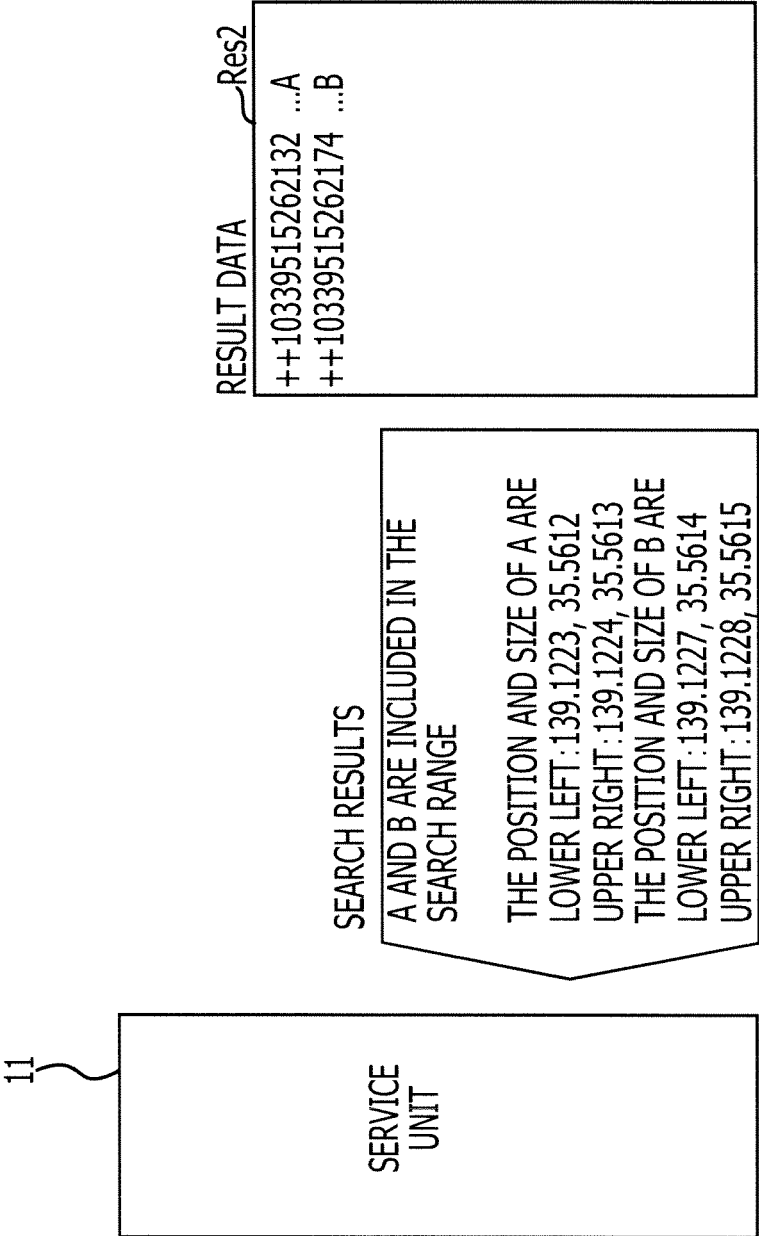 11
SERVICE
UNIT
SEARCH RESULTS
A AND B ARE INCLUDED IN THE
SEARCH RANGE
THE POSITION AND SIZE OF A ARE
LOWER LEFT:139.1223, 35.5612
UPPER RIGHT:139.1224, 35.5613
THE POSITION AND SIZE OF B ARE
LOWER LEFT:139.1227, 35.5614
UPPER RIGHT:139.1228, 35.5615
RESULT DATA
Res2
++10339515262132 ...A
++10339515262174 ...B